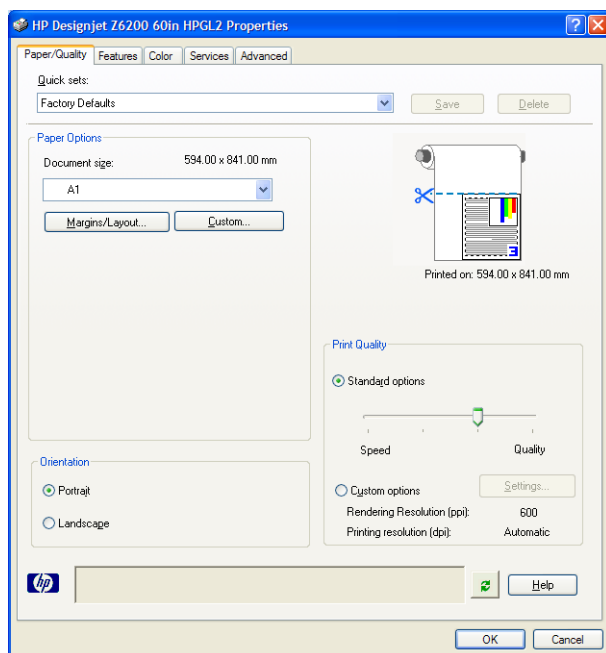 HP Designjet Z6200 60in HPGL2 Properties
Paper/Quality Features Color Services Advanced
Quick sets:
Factory Defaults
Save Delete
Paper Options
Document size: 594.00 x 841.00 mm
A1
Margins/Layout... Custom...
3
Printed on: 594.00 x 841.00 mm
Print Quality
Standard options
Speed Quality
Custom options Settings...
Rendering Resolution (ppi): 600
Printing resolution (dpi): Automatic
Orientation
Portrait
Landscape
hp
Help
OK Cancel